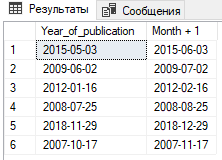 Результаты Сообщения
Year_of_publication Month + 1
1 2015-05-03 2015-06-03
2 2009-06-02 2009-07-02
3 2012-01-16 2012-02-16
4 2008-07-25 2008-08-25
5 2018-11-29 2018-12-29
6 2007-10-17 2007-11-17